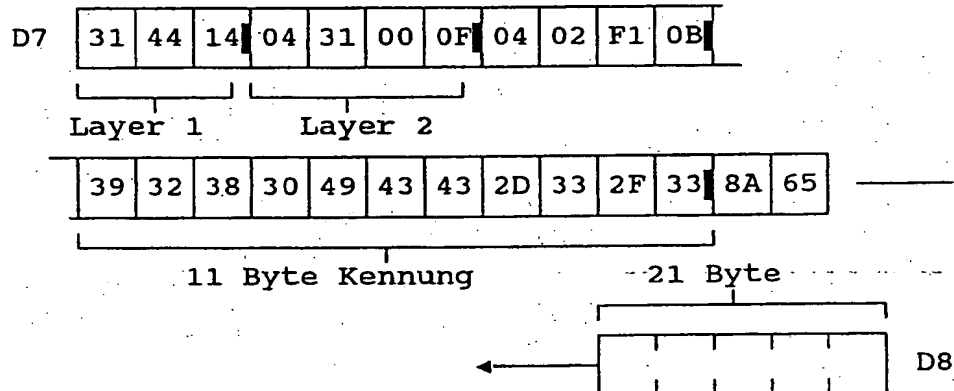 D7 31 44 14 04 31 00 0F 04 02 F1 0B
Layer 1 Layer 2
39 32 38 30 49 43 43 2D 33 2F 33 8A 65
11 Byte Kennung 21 Byte
D8